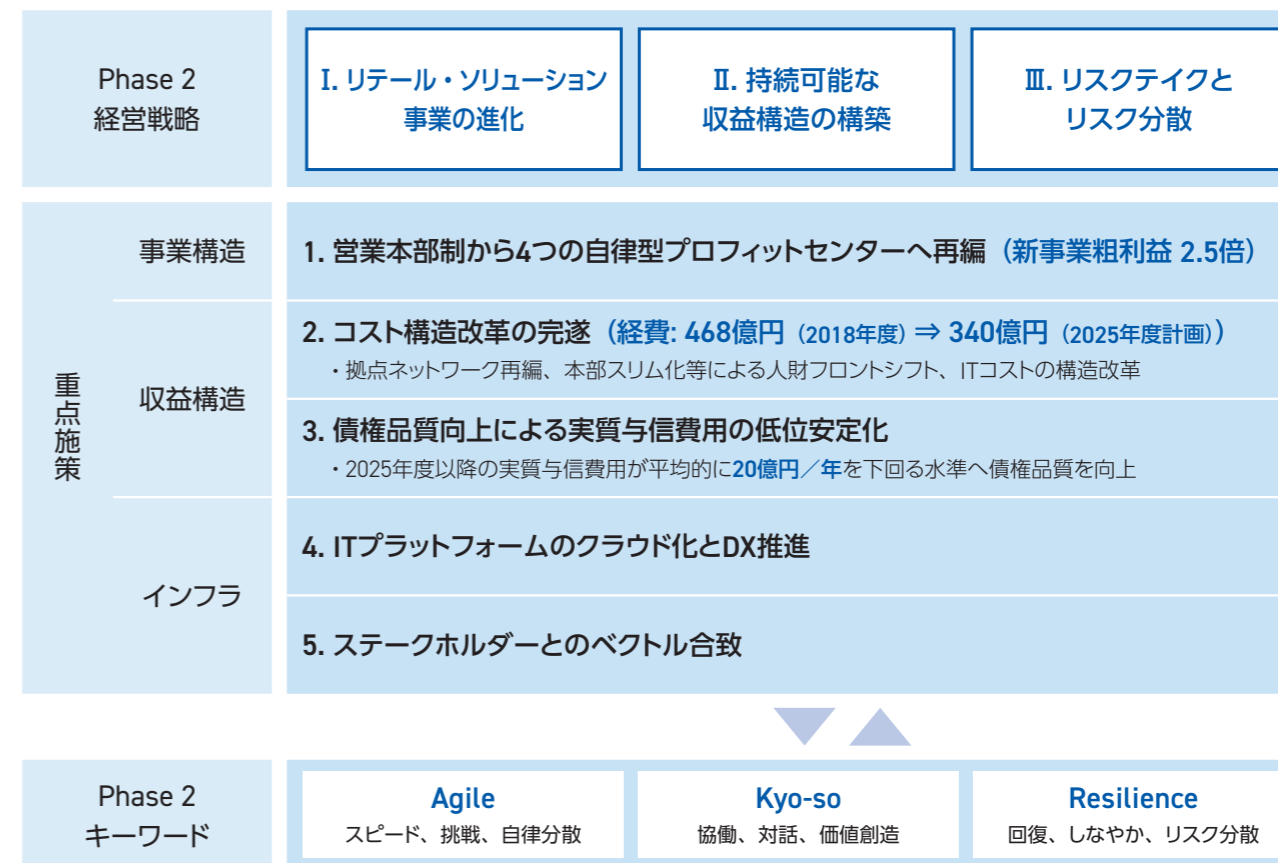 Phase 2
経営戦略
Ⅰ. リテール・ソリューション
事業の進化
Ⅱ. 持続可能な
収益構造の構築
Ⅲ. リスクテイクと
リスク分散
重点施策
事業構造
1. 営業本部制から4つの自律型プロフィットセンターへ再編（新事業粗利益 2.5倍）
収益構造
2. コスト構造改革の完遂（経費: 468億円（2018年度）⇒ 340億円（2025年度計画））
・拠点ネットワーク再編、本部スリム化等による人財フロントシフト、ITコストの構造改革
3. 債権品質向上による実質与信費用の低位安定化
・2025年度以降の実質与信費用が平均的に20億円／年を下回る水準へ債権品質を向上
インフラ
4. ITプラットフォームのクラウド化とDX推進
5. ステークホルダーとのベクトル合致
Phase 2
キーワード
Agile
スピード、挑戦、自律分散
Kyo-so
協働、対話、価値創造
Resilience
回復、しなやか、リスク分散